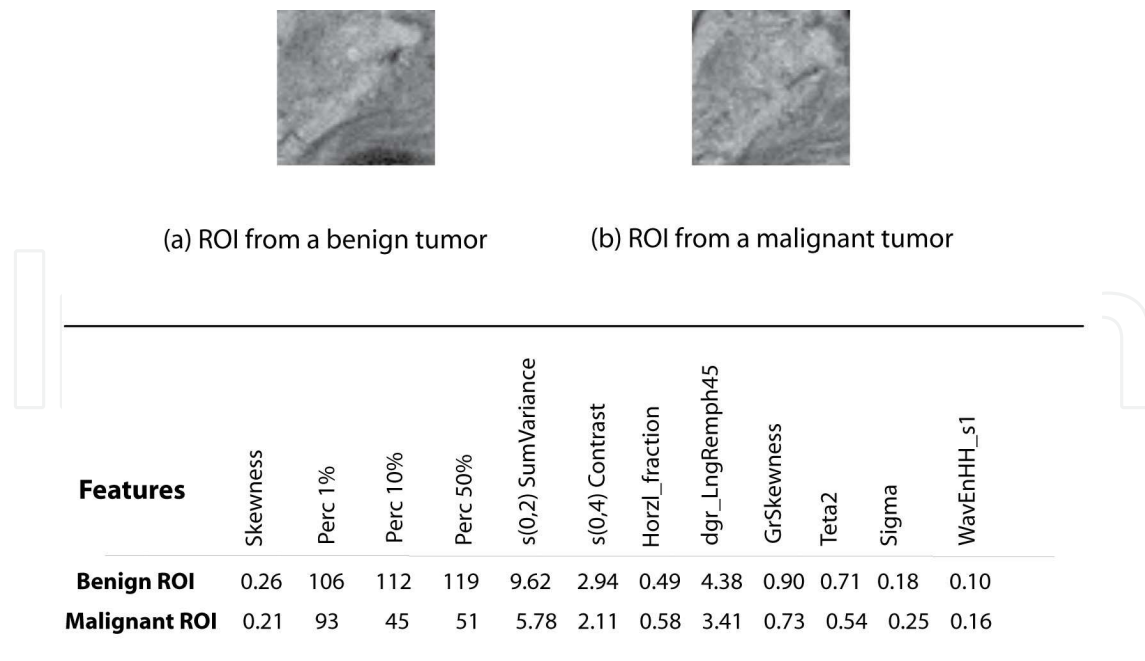 (a) ROI from a benign tumor
(b) ROI from a malignant tumor
Features
Skewness
Perc 1%
Perc 10%
Perc 50%
s(0,2) SumVariance
s(0,4) Contrast
Horzl_fraction
dgr_LngRemph45
GrSkewness
Teta2
Sigma
WavEnHH_s1
Benign ROI 0.26 106 112 119 9.62 2.94 0.49 4.38 0.90 0.71 0.18 0.10
Malignant ROI 0.21 93 45 51 5.78 2.11 0.58 3.41 0.73 0.54 0.25 0.16